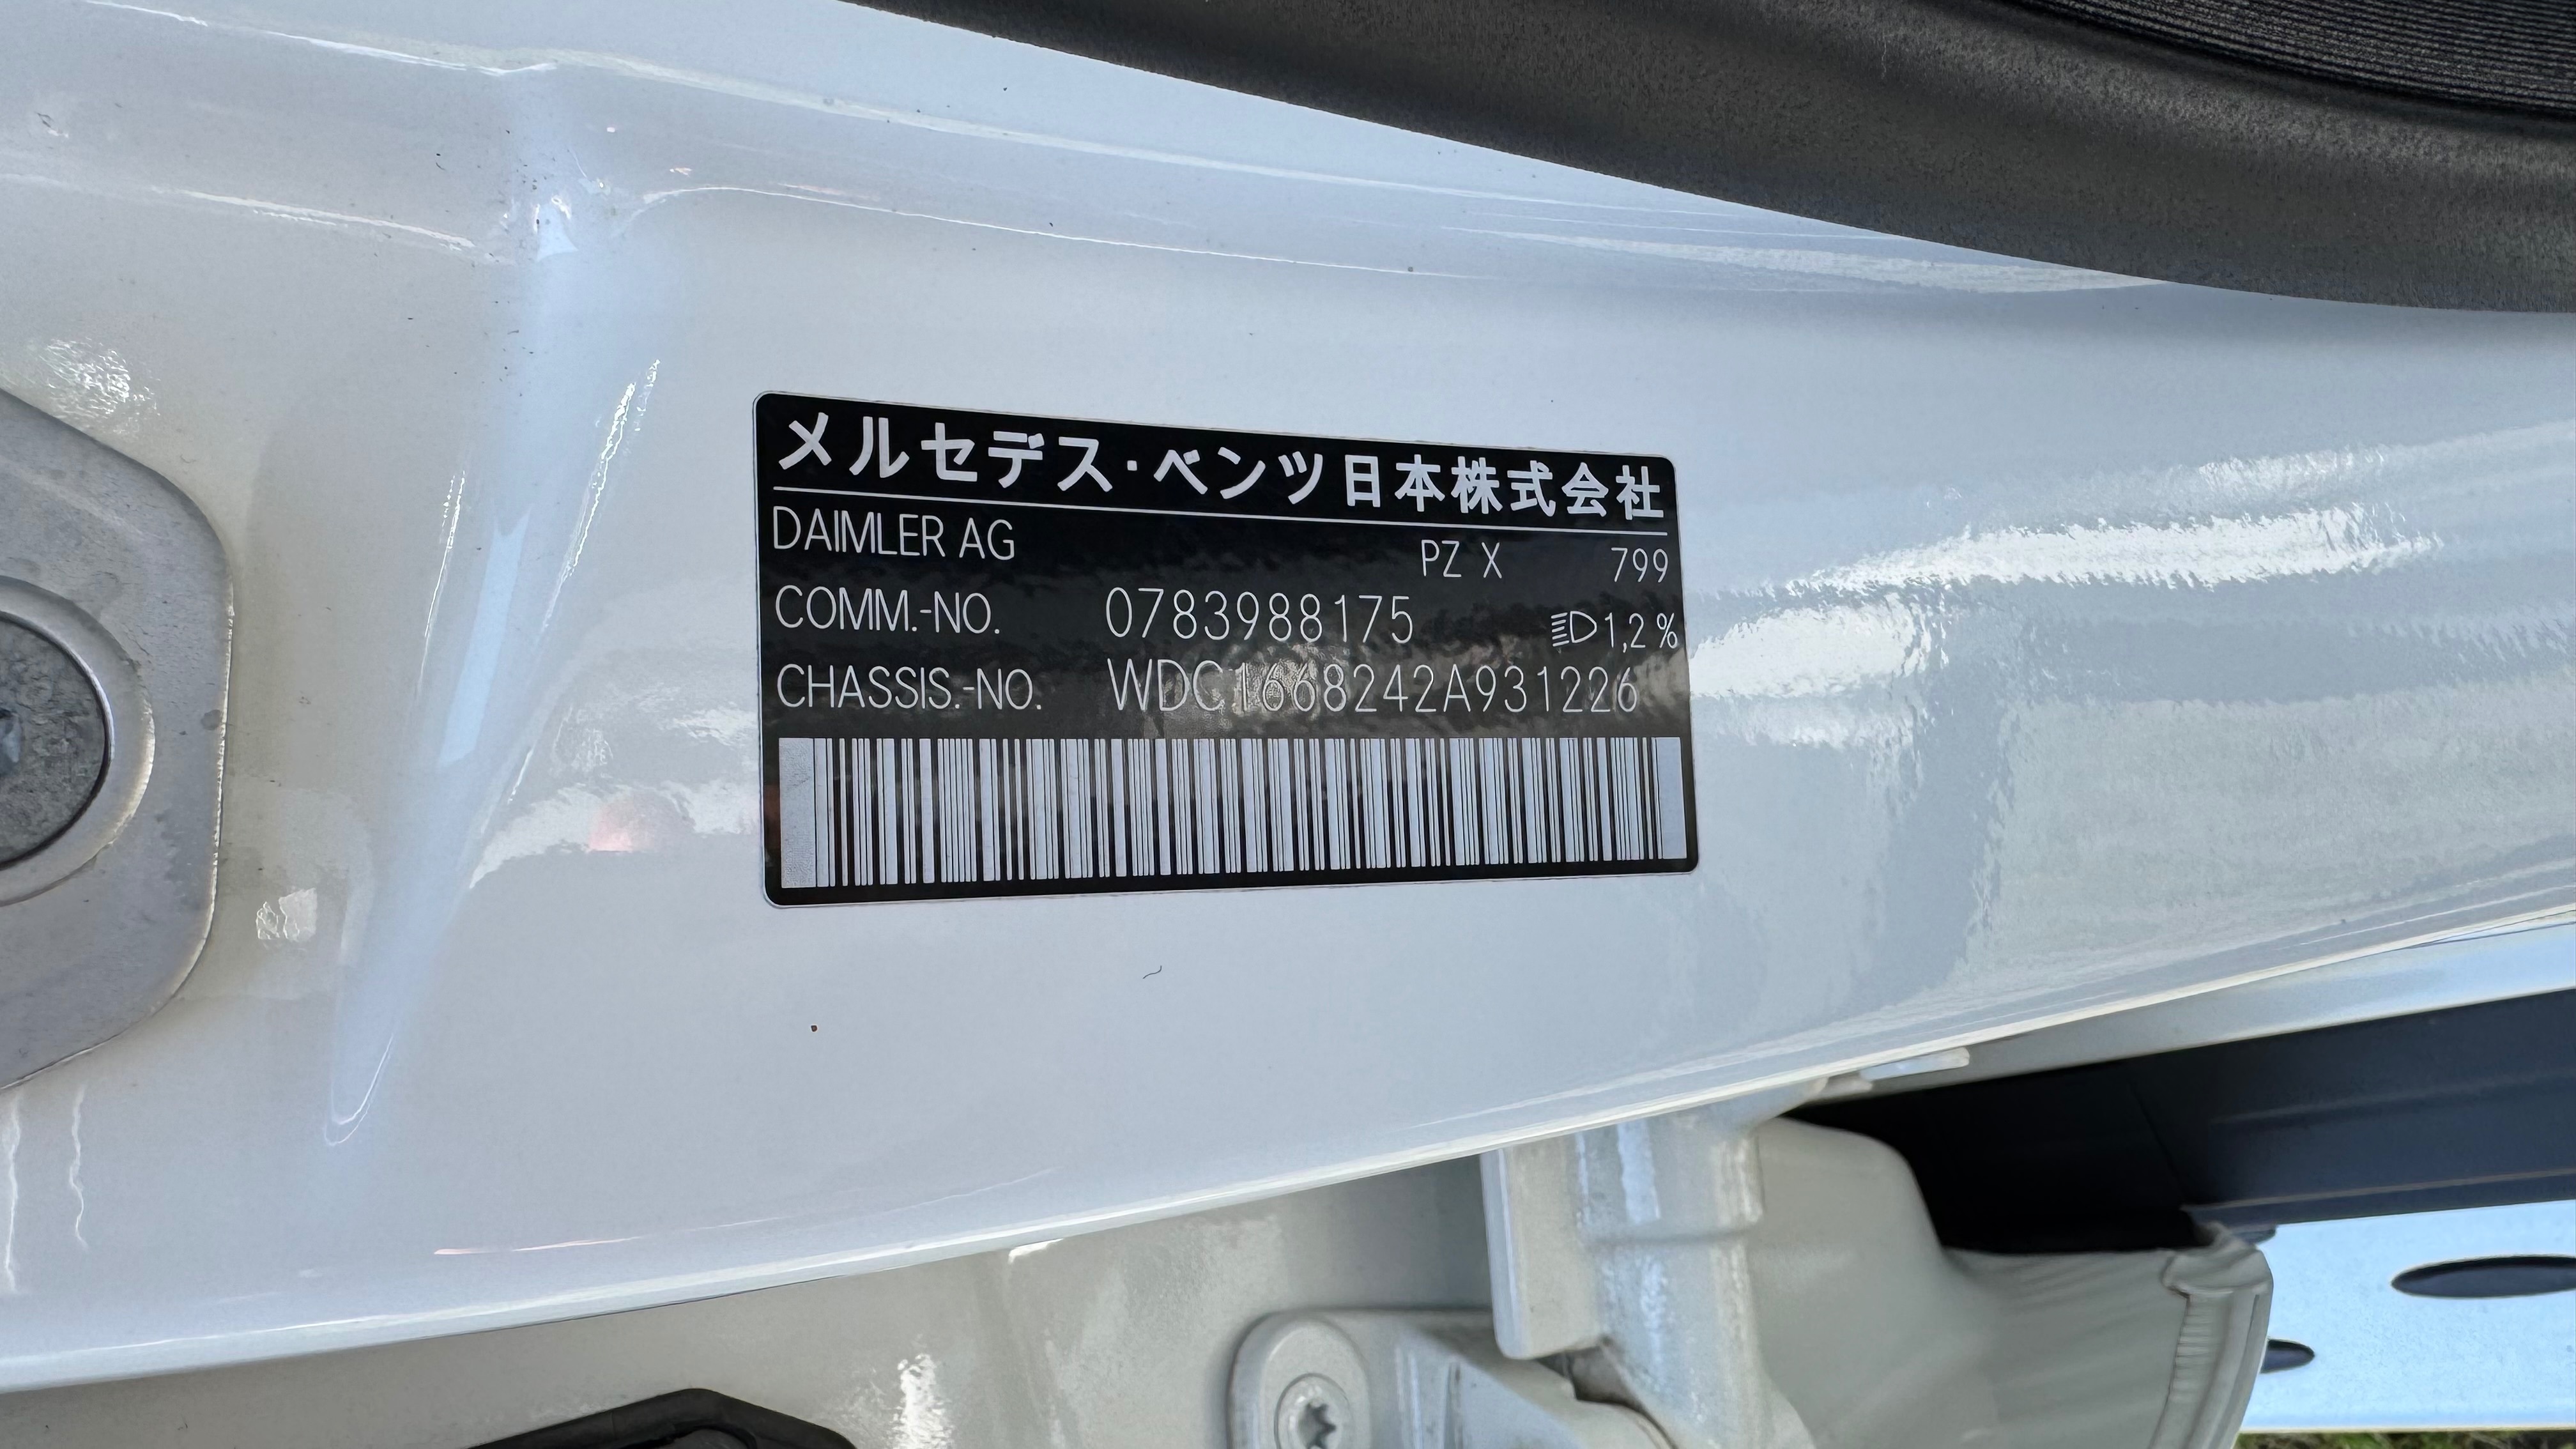 メルセデス・ベンツ日本株式会社
DAIMLER AG PZ X 799
COMM.-NO. 0783988175 1,2%
CHASSIS.-NO. WDC1668242A931226